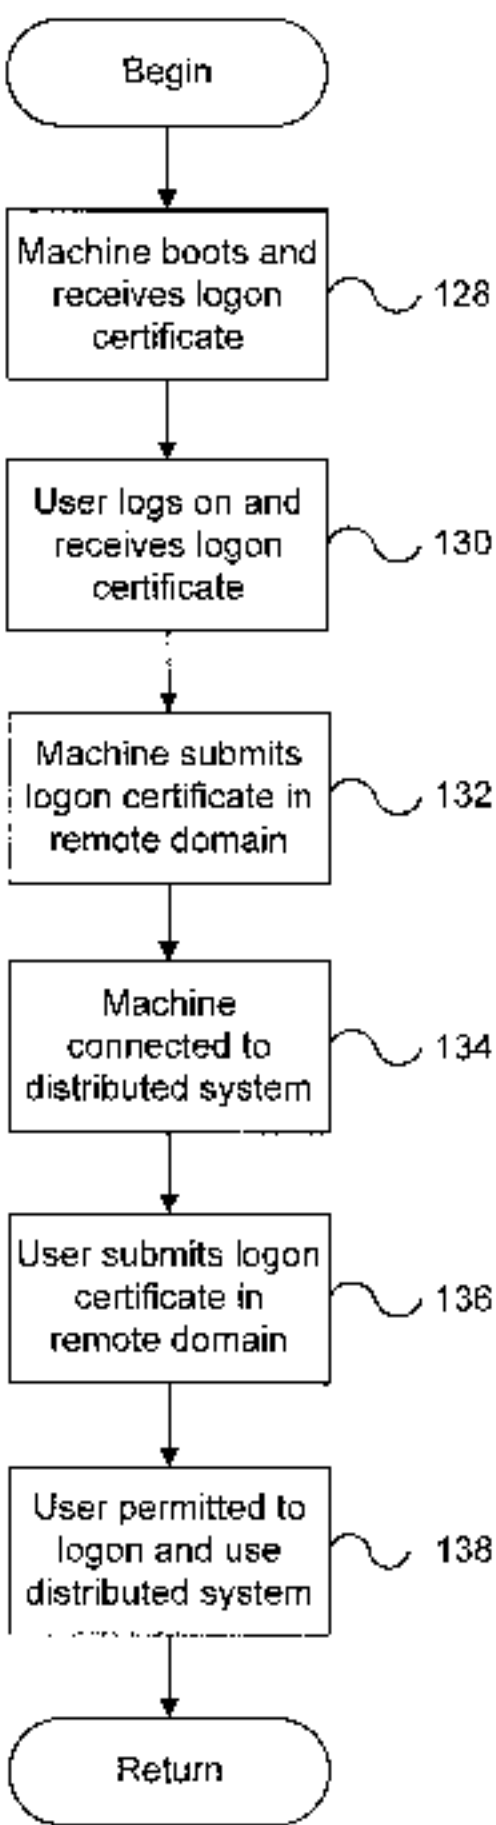 Begin
Machine boots and
receives logon
certificate
128
User logs on and
receives logon
certificate
130
Machine submits
logon certificate in
remote domain
132
Machine
connected to
distributed system
134
User submits logon
certificate in
remote domain
136
User permitted to
logon and use
distributed system
138
Return